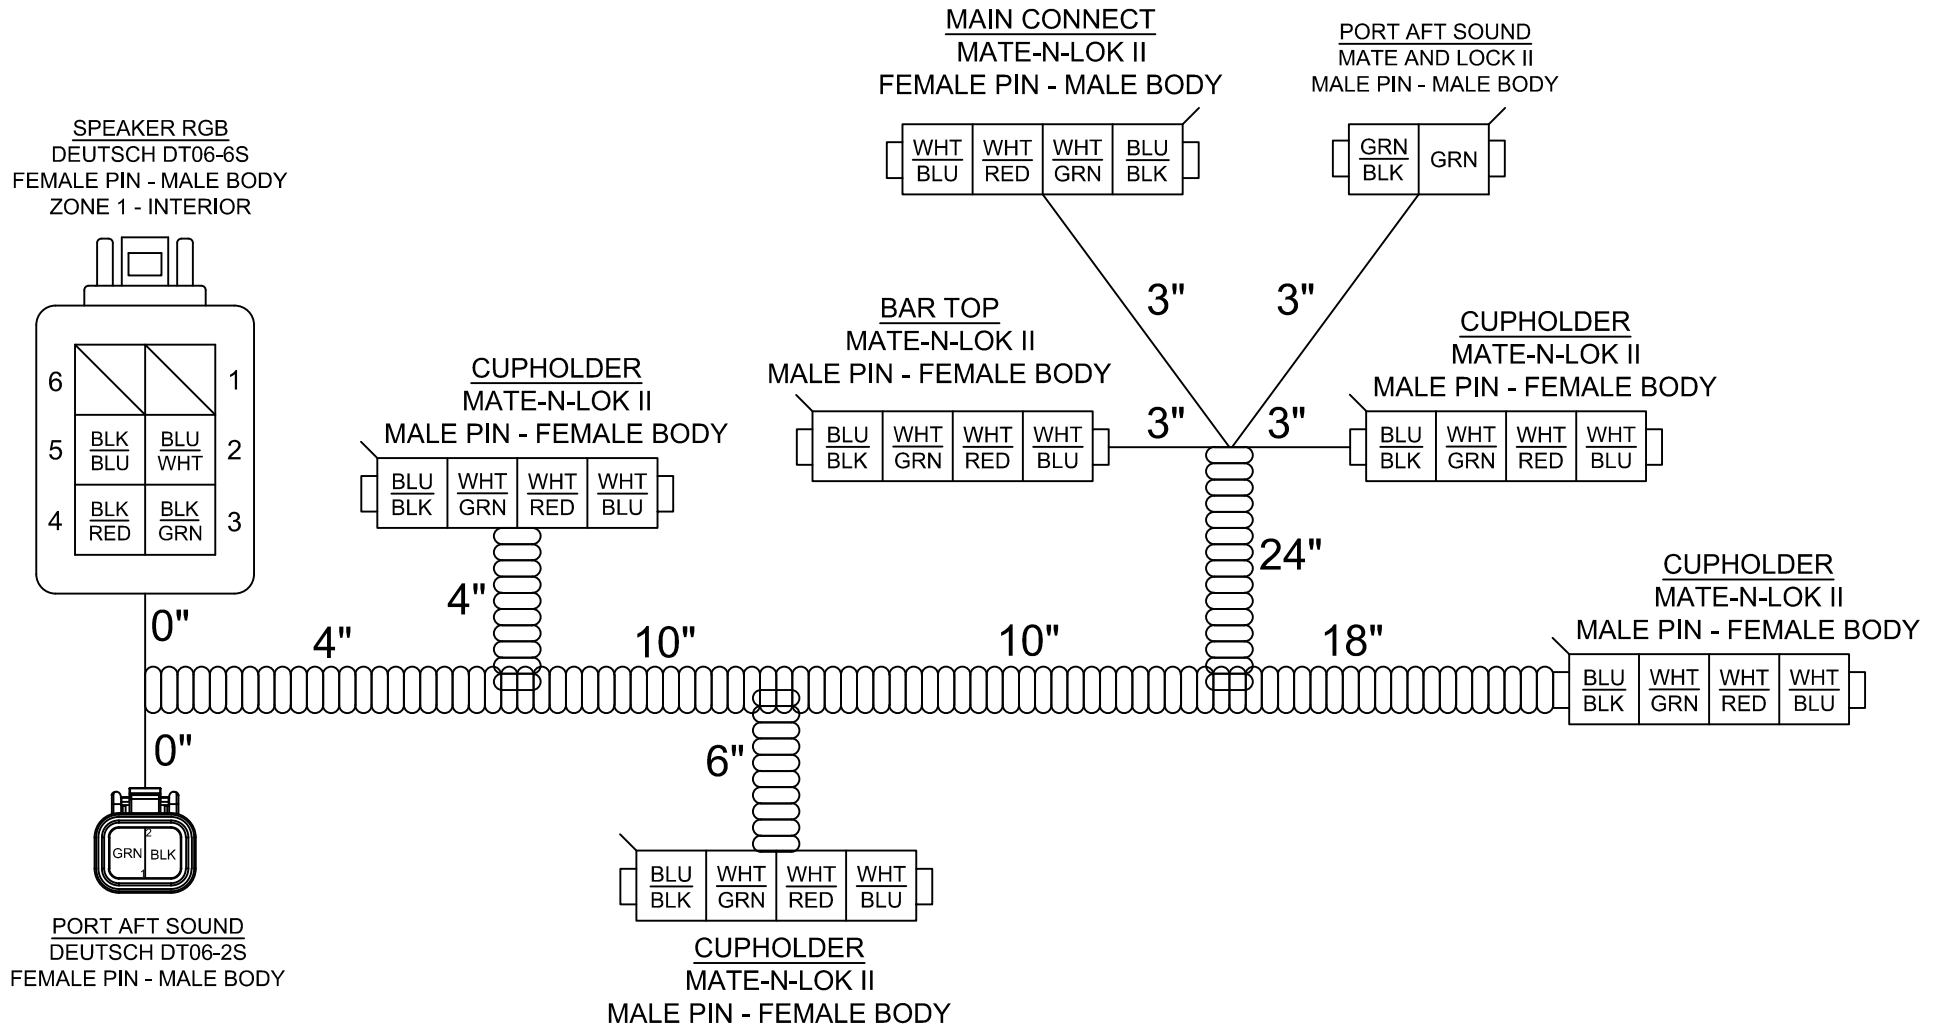 MAIN CONNECT
MATE-N-LOK II
FEMALE PIN - MALE BODY
WHT WHT WHT BLU
BLU RED GRN BLK
PORT AFT SOUND
MATE AND LOCK II
MALE PIN - MALE BODY
GRN GRN
BLK
SPEAKER RGB
DEUTSCH DT06-6S
FEMALE PIN - MALE BODY
ZONE 1 - INTERIOR
6 1
5 BLK BLU 2
BLU WHT
4 BLK BLK 3
RED GRN
0"
0"
GRN 2 BLK
1
PORT AFT SOUND
DEUTSCH DT06-2S
FEMALE PIN - MALE BODY
4"
CUPHOLDER
MATE-N-LOK II
MALE PIN - FEMALE BODY
BLU WHT WHT WHT
BLK GRN RED BLU
4"
10"
6"
BLU WHT WHT WHT
BLK GRN RED BLU
CUPHOLDER
MATE-N-LOK II
MALE PIN - FEMALE BODY
10"
3" 3"
BAR TOP
MATE-N-LOK II
MALE PIN - FEMALE BODY
BLU WHT WHT WHT
BLK GRN RED BLU
3" 3"
CUPHOLDER
MATE-N-LOK II
MALE PIN - FEMALE BODY
BLU WHT WHT WHT
BLK GRN RED BLU
24"
18"
CUPHOLDER
MATE-N-LOK II
MALE PIN - FEMALE BODY
BLU WHT WHT WHT
BLK GRN RED BLU